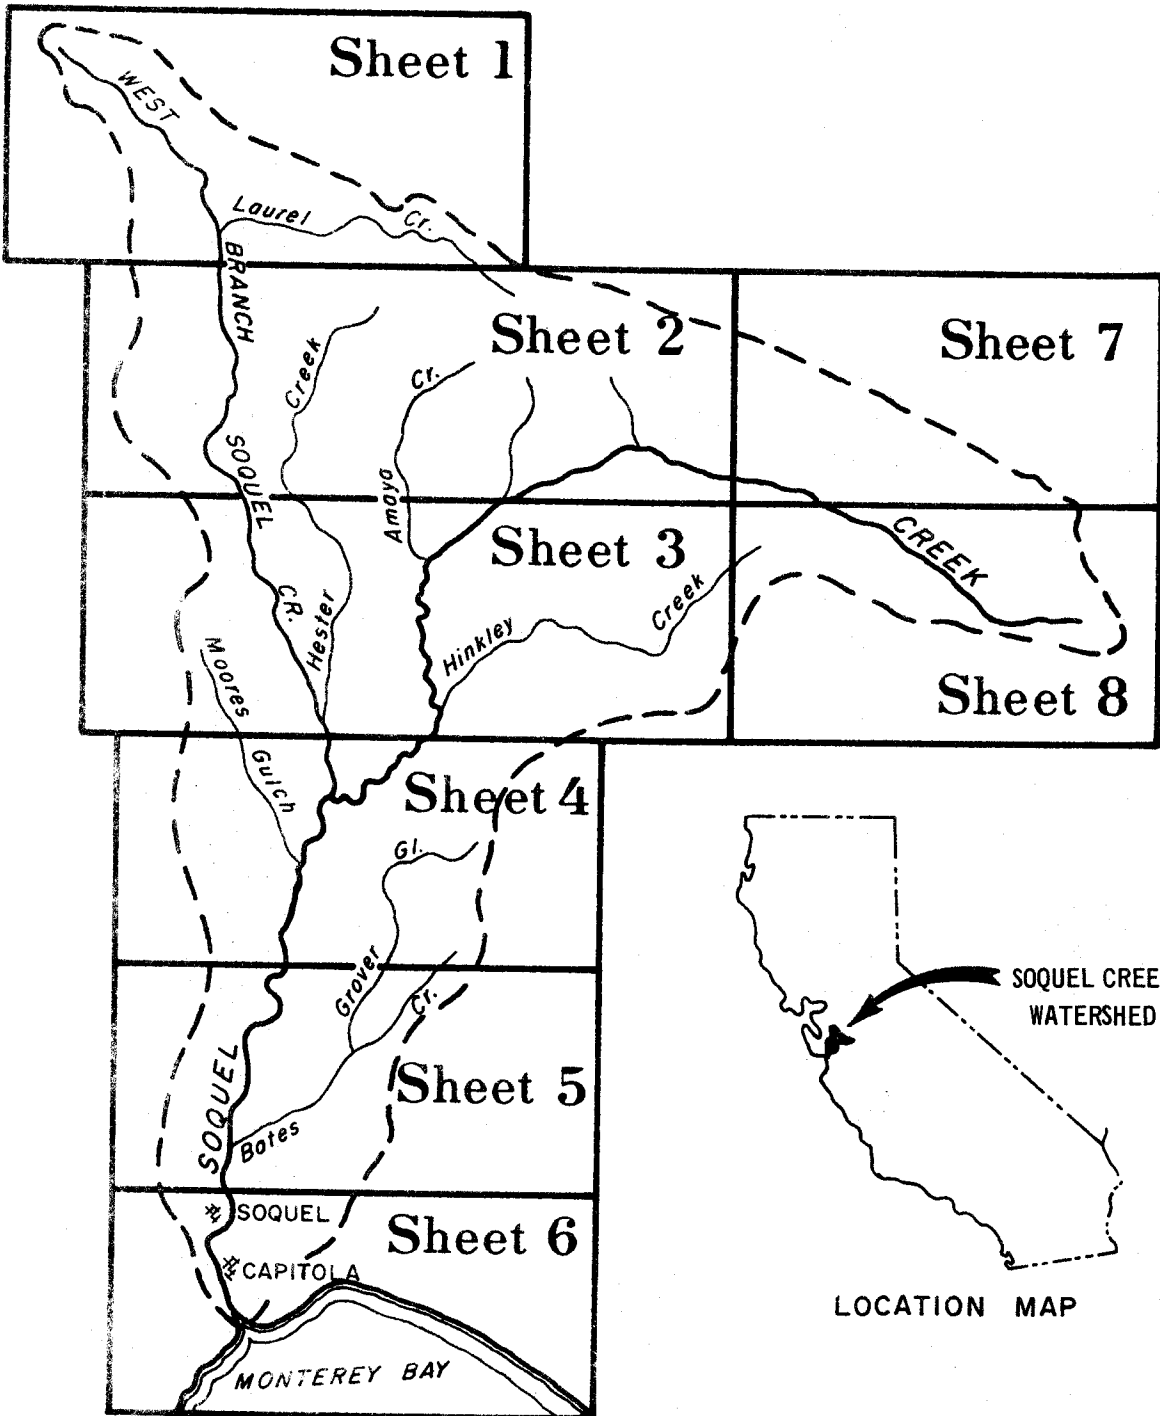 Sheet 1
WEST
Laurel Cr.
BRANCH
Sheet 2
Sheet 7
Creek
Cr.
SOQUEL
Amaya
Sheet 3
CREEK
CR.
Hester
Hinkley Creek
Moores
Gulch
Sheet 8
Sheet 4
Gl.
Grover
Cr.
SOQUEL CREE
WATERSHED
Sheet 5
SOQUEL
Bates
SOQUEL
Sheet 6
CAPITOLA
LOCATION MAP
MONTEREY BAY